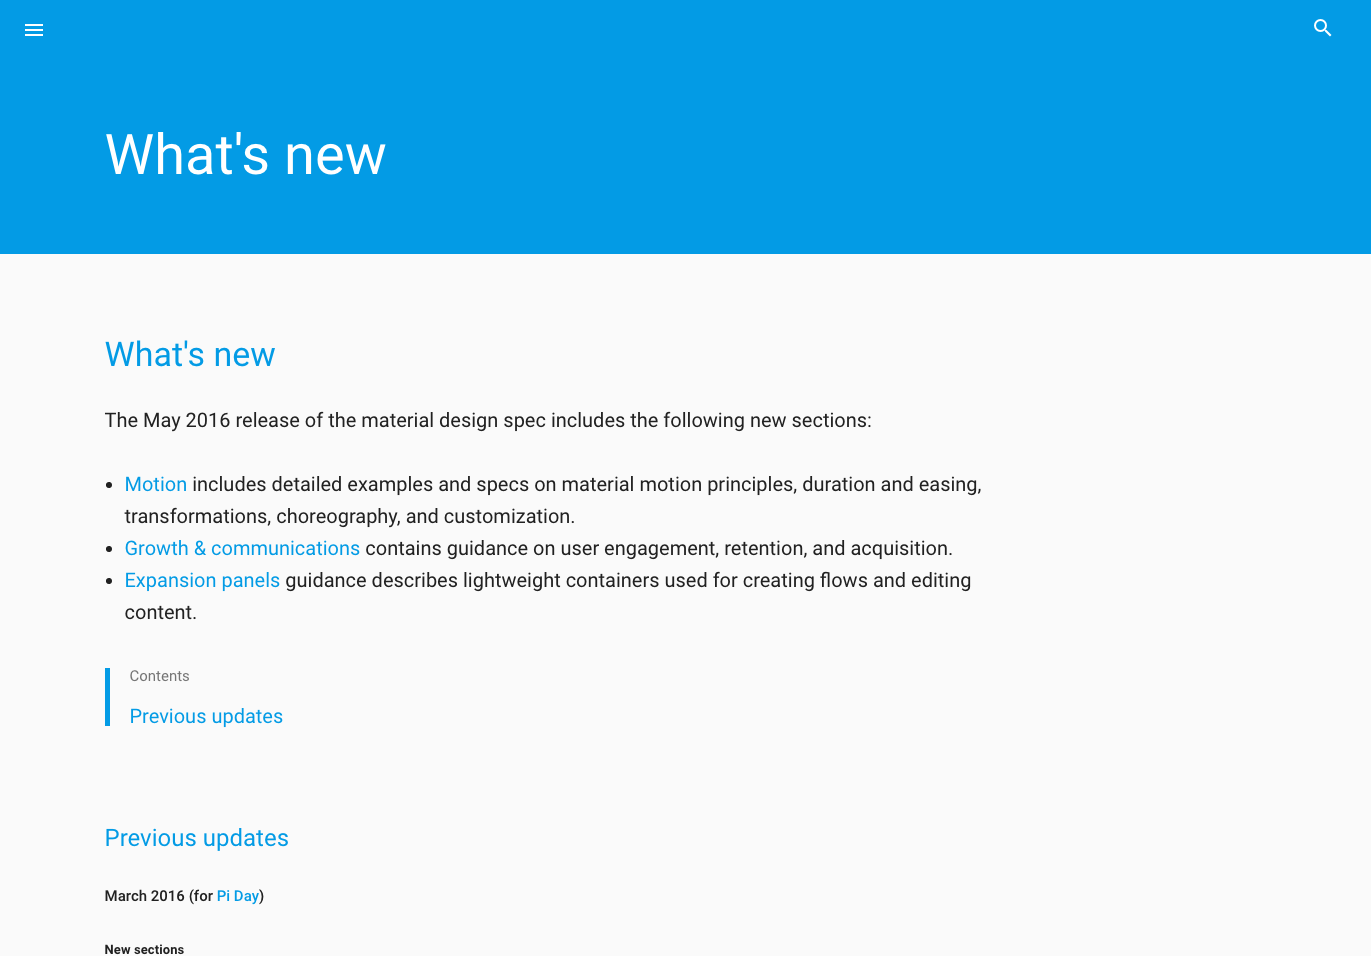 What's new
What's new
The May 2016 release of the material design spec includes the following new sections:
Motion includes detailed examples and specs on material motion principles, duration and easing,
transformations, choreography, and customization.
Growth & communications contains guidance on user engagement, retention, and acquisition.
Expansion panels guidance describes lightweight containers used for creating flows and editing
content.
Contents
Previous updates
Previous updates
March 2016 (for Pi Day)
New sections